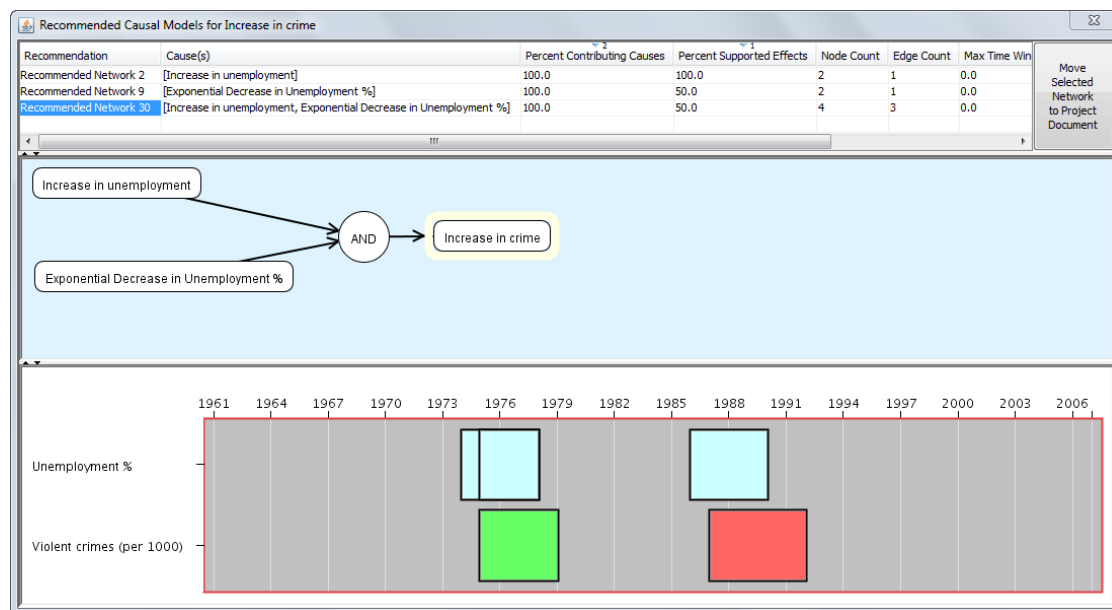 Recommended Causal Models for Increase in crime
Recommendation Cause(s) Percent Contributing Causes 2 Percent Supported Effects 1 Node Count Edge Count Max Time Win
Recommended Network 2 [Increase in unemployment] 100.0 100.0 2 1 0.0
Recommended Network 9 [Exponential Decrease in Unemployment %] 100.0 50.0 2 1 0.0
Recommended Network 30 [Increase in unemployment, Exponential Decrease in Unemployment %] 100.0 50.0 4 3 0.0
Move
Selected
Network
to Project
Document
Increase in unemployment
AND
Increase in crime
Exponential Decrease in Unemployment %
1961 1964 1967 1970 1973 1976 1979 1982 1985 1988 1991 1994 1997 2000 2003 2006
Unemployment %
Violent crimes (per 1000)